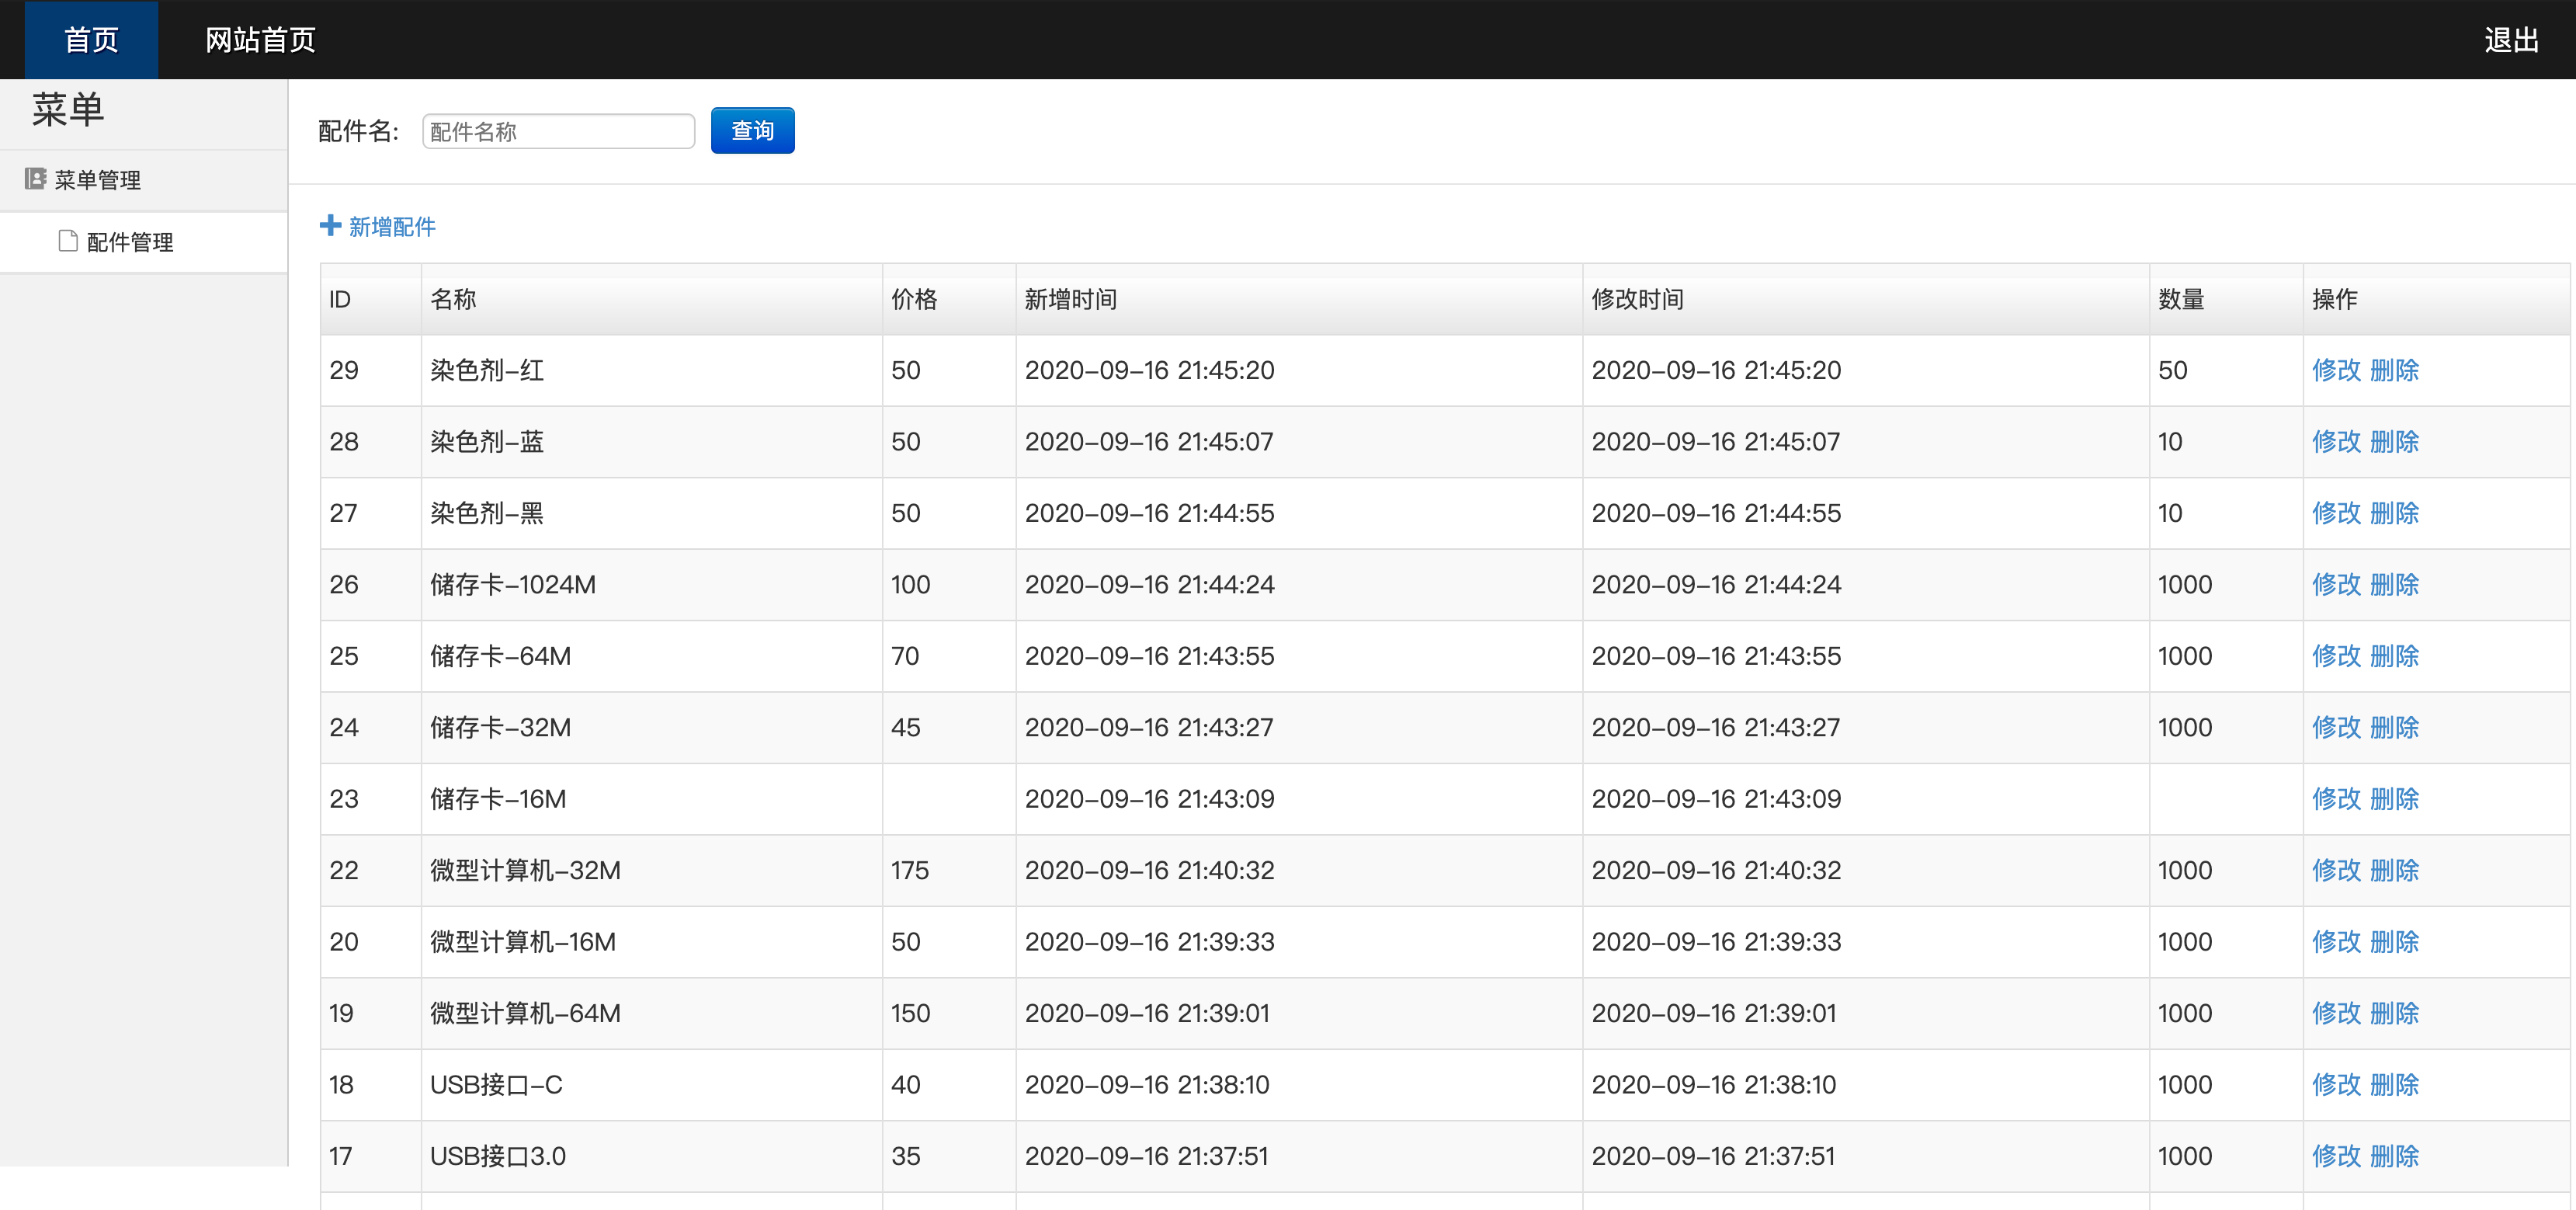 首页 网站首页 退出
菜单
菜单管理
配件管理
配件名: 配件名称 查询
新增配件
ID 名称 价格 新增时间 修改时间 数量 操作
29 染色剂-红 50 2020-09-16 21:45:20 2020-09-16 21:45:20 50 修改 删除
28 染色剂-蓝 50 2020-09-16 21:45:07 2020-09-16 21:45:07 10 修改 删除
27 染色剂-黑 50 2020-09-16 21:44:55 2020-09-16 21:44:55 10 修改 删除
26 储存卡-1024M 100 2020-09-16 21:44:24 2020-09-16 21:44:24 1000 修改 删除
25 储存卡-64M 70 2020-09-16 21:43:55 2020-09-16 21:43:55 1000 修改 删除
24 储存卡-32M 45 2020-09-16 21:43:27 2020-09-16 21:43:27 1000 修改 删除
23 储存卡-16M 2020-09-16 21:43:09 2020-09-16 21:43:09 修改 删除
22 微型计算机-32M 175 2020-09-16 21:40:32 2020-09-16 21:40:32 1000 修改 删除
20 微型计算机-16M 50 2020-09-16 21:39:33 2020-09-16 21:39:33 1000 修改 删除
19 微型计算机-64M 150 2020-09-16 21:39:01 2020-09-16 21:39:01 1000 修改 删除
18 USB接口-C 40 2020-09-16 21:38:10 2020-09-16 21:38:10 1000 修改 删除
17 USB接口3.0 35 2020-09-16 21:37:51 2020-09-16 21:37:51 1000 修改 删除